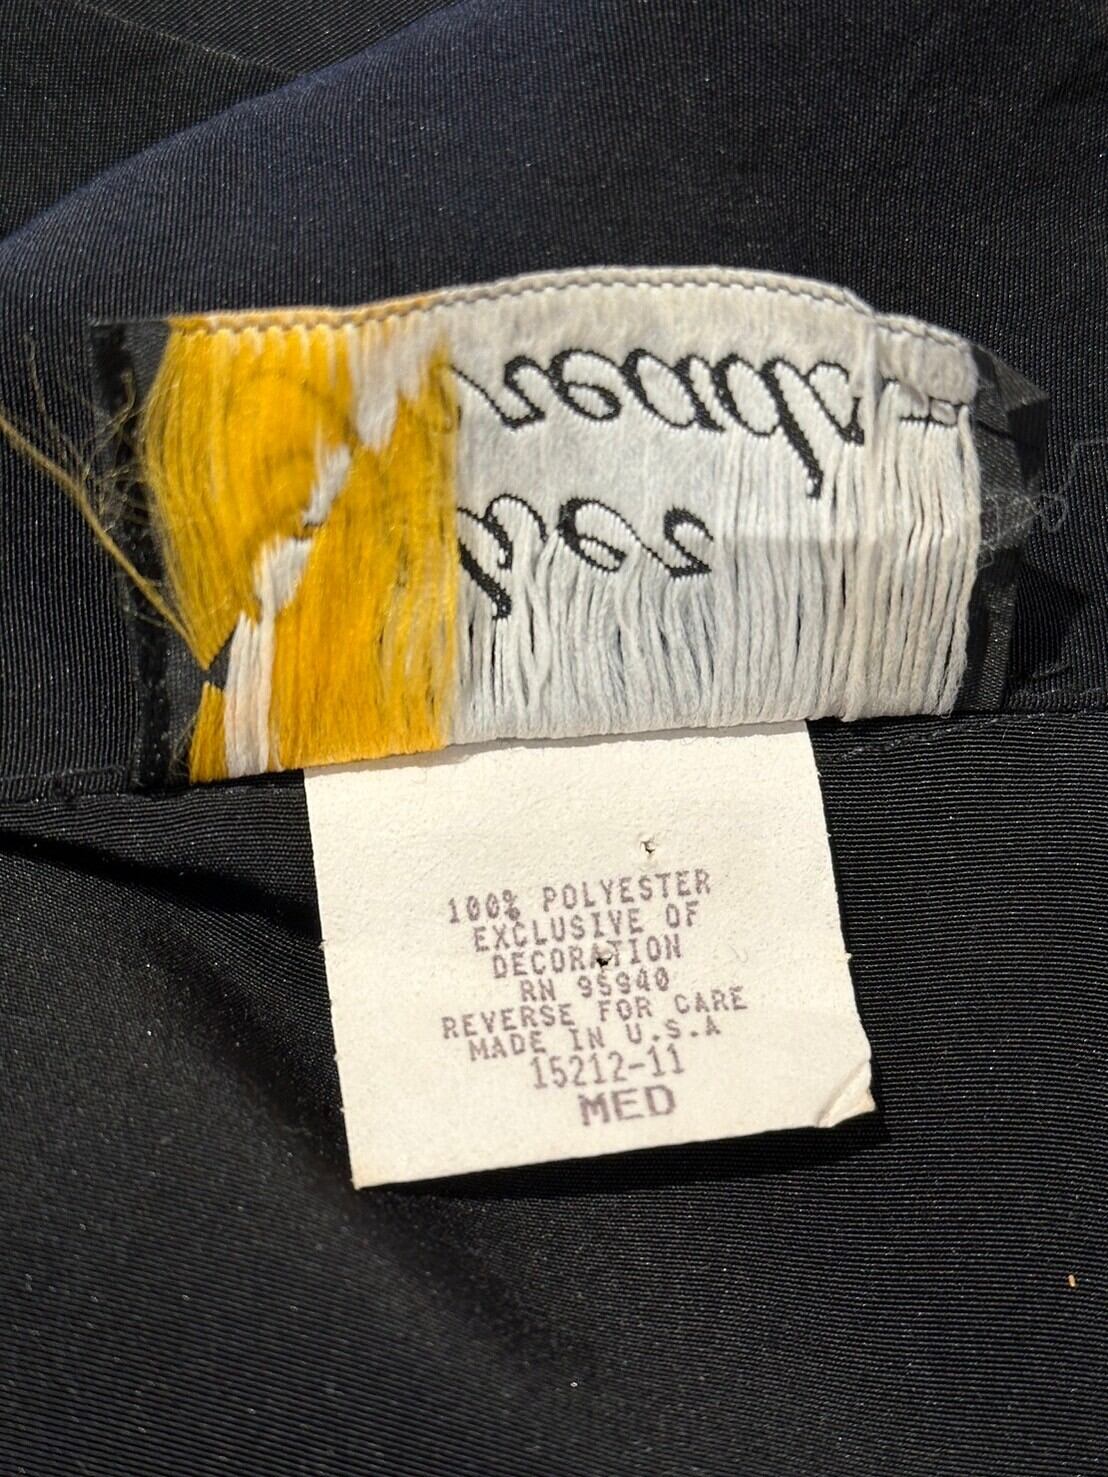 100% POLYESTER
EXCLUSIVE OF
DECORATION
RN 95940
REVERSE FOR CARE
MADE IN U.S.A
15212-11
MED